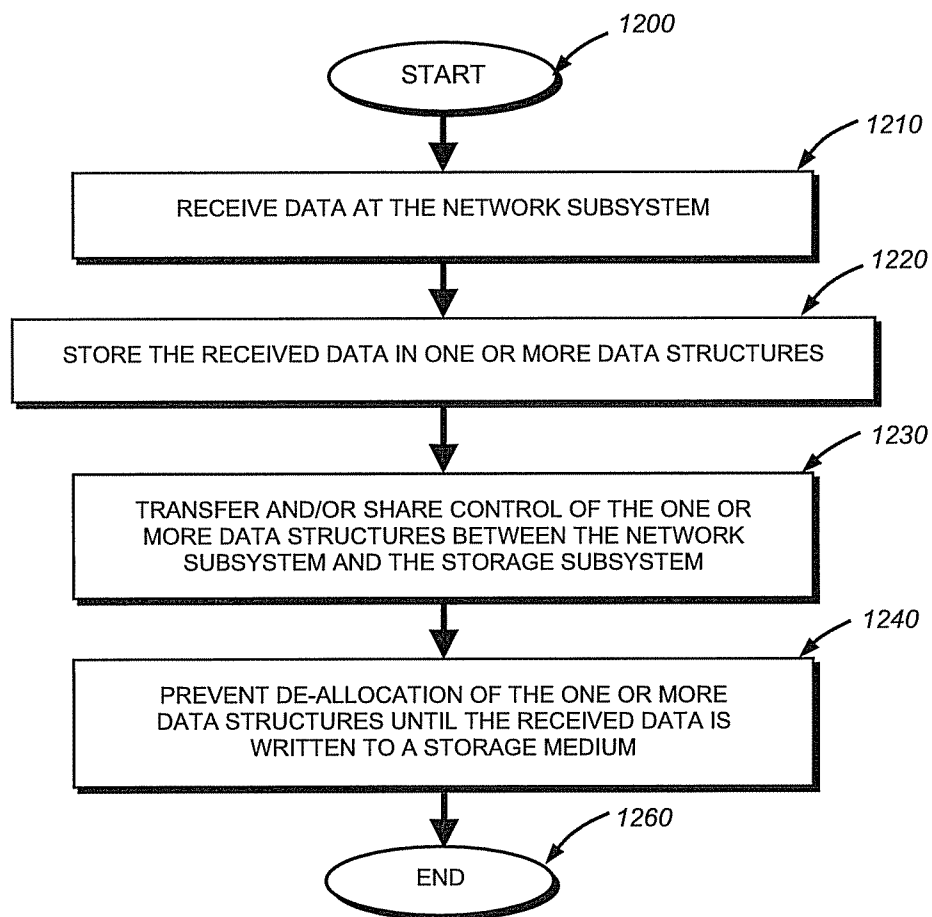 1200
START
1210
RECEIVE DATA AT THE NETWORK SUBSYSTEM
1220
STORE THE RECEIVED DATA IN ONE OR MORE DATA STRUCTURES
1230
TRANSFER AND/OR SHARE CONTROL OF THE ONE OR
MORE DATA STRUCTURES BETWEEN THE NETWORK
SUBSYSTEM AND THE STORAGE SUBSYSTEM
1240
PREVENT DE-ALLOCATION OF THE ONE OR MORE
DATA STRUCTURES UNTIL THE RECEIVED DATA IS
WRITTEN TO A STORAGE MEDIUM
1260
END